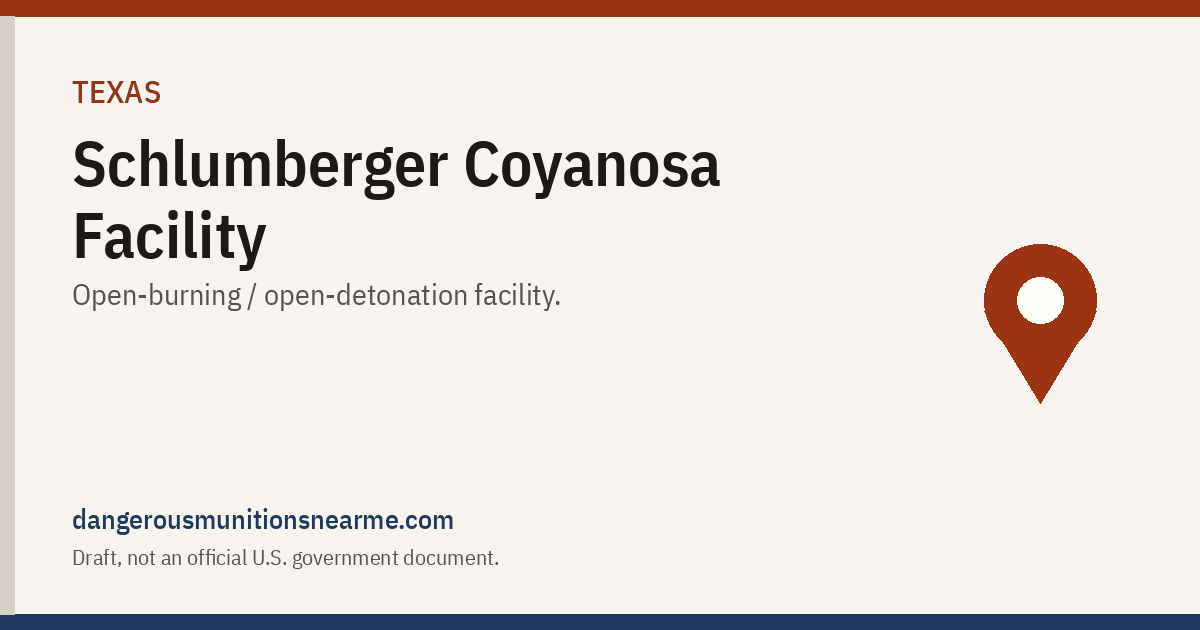 TEXAS
Schlumberger Coyanosa
Facility
Open-burning / open-detonation facility.
dangerousmunitionsnearme.com
Draft, not an official U.S. government document.